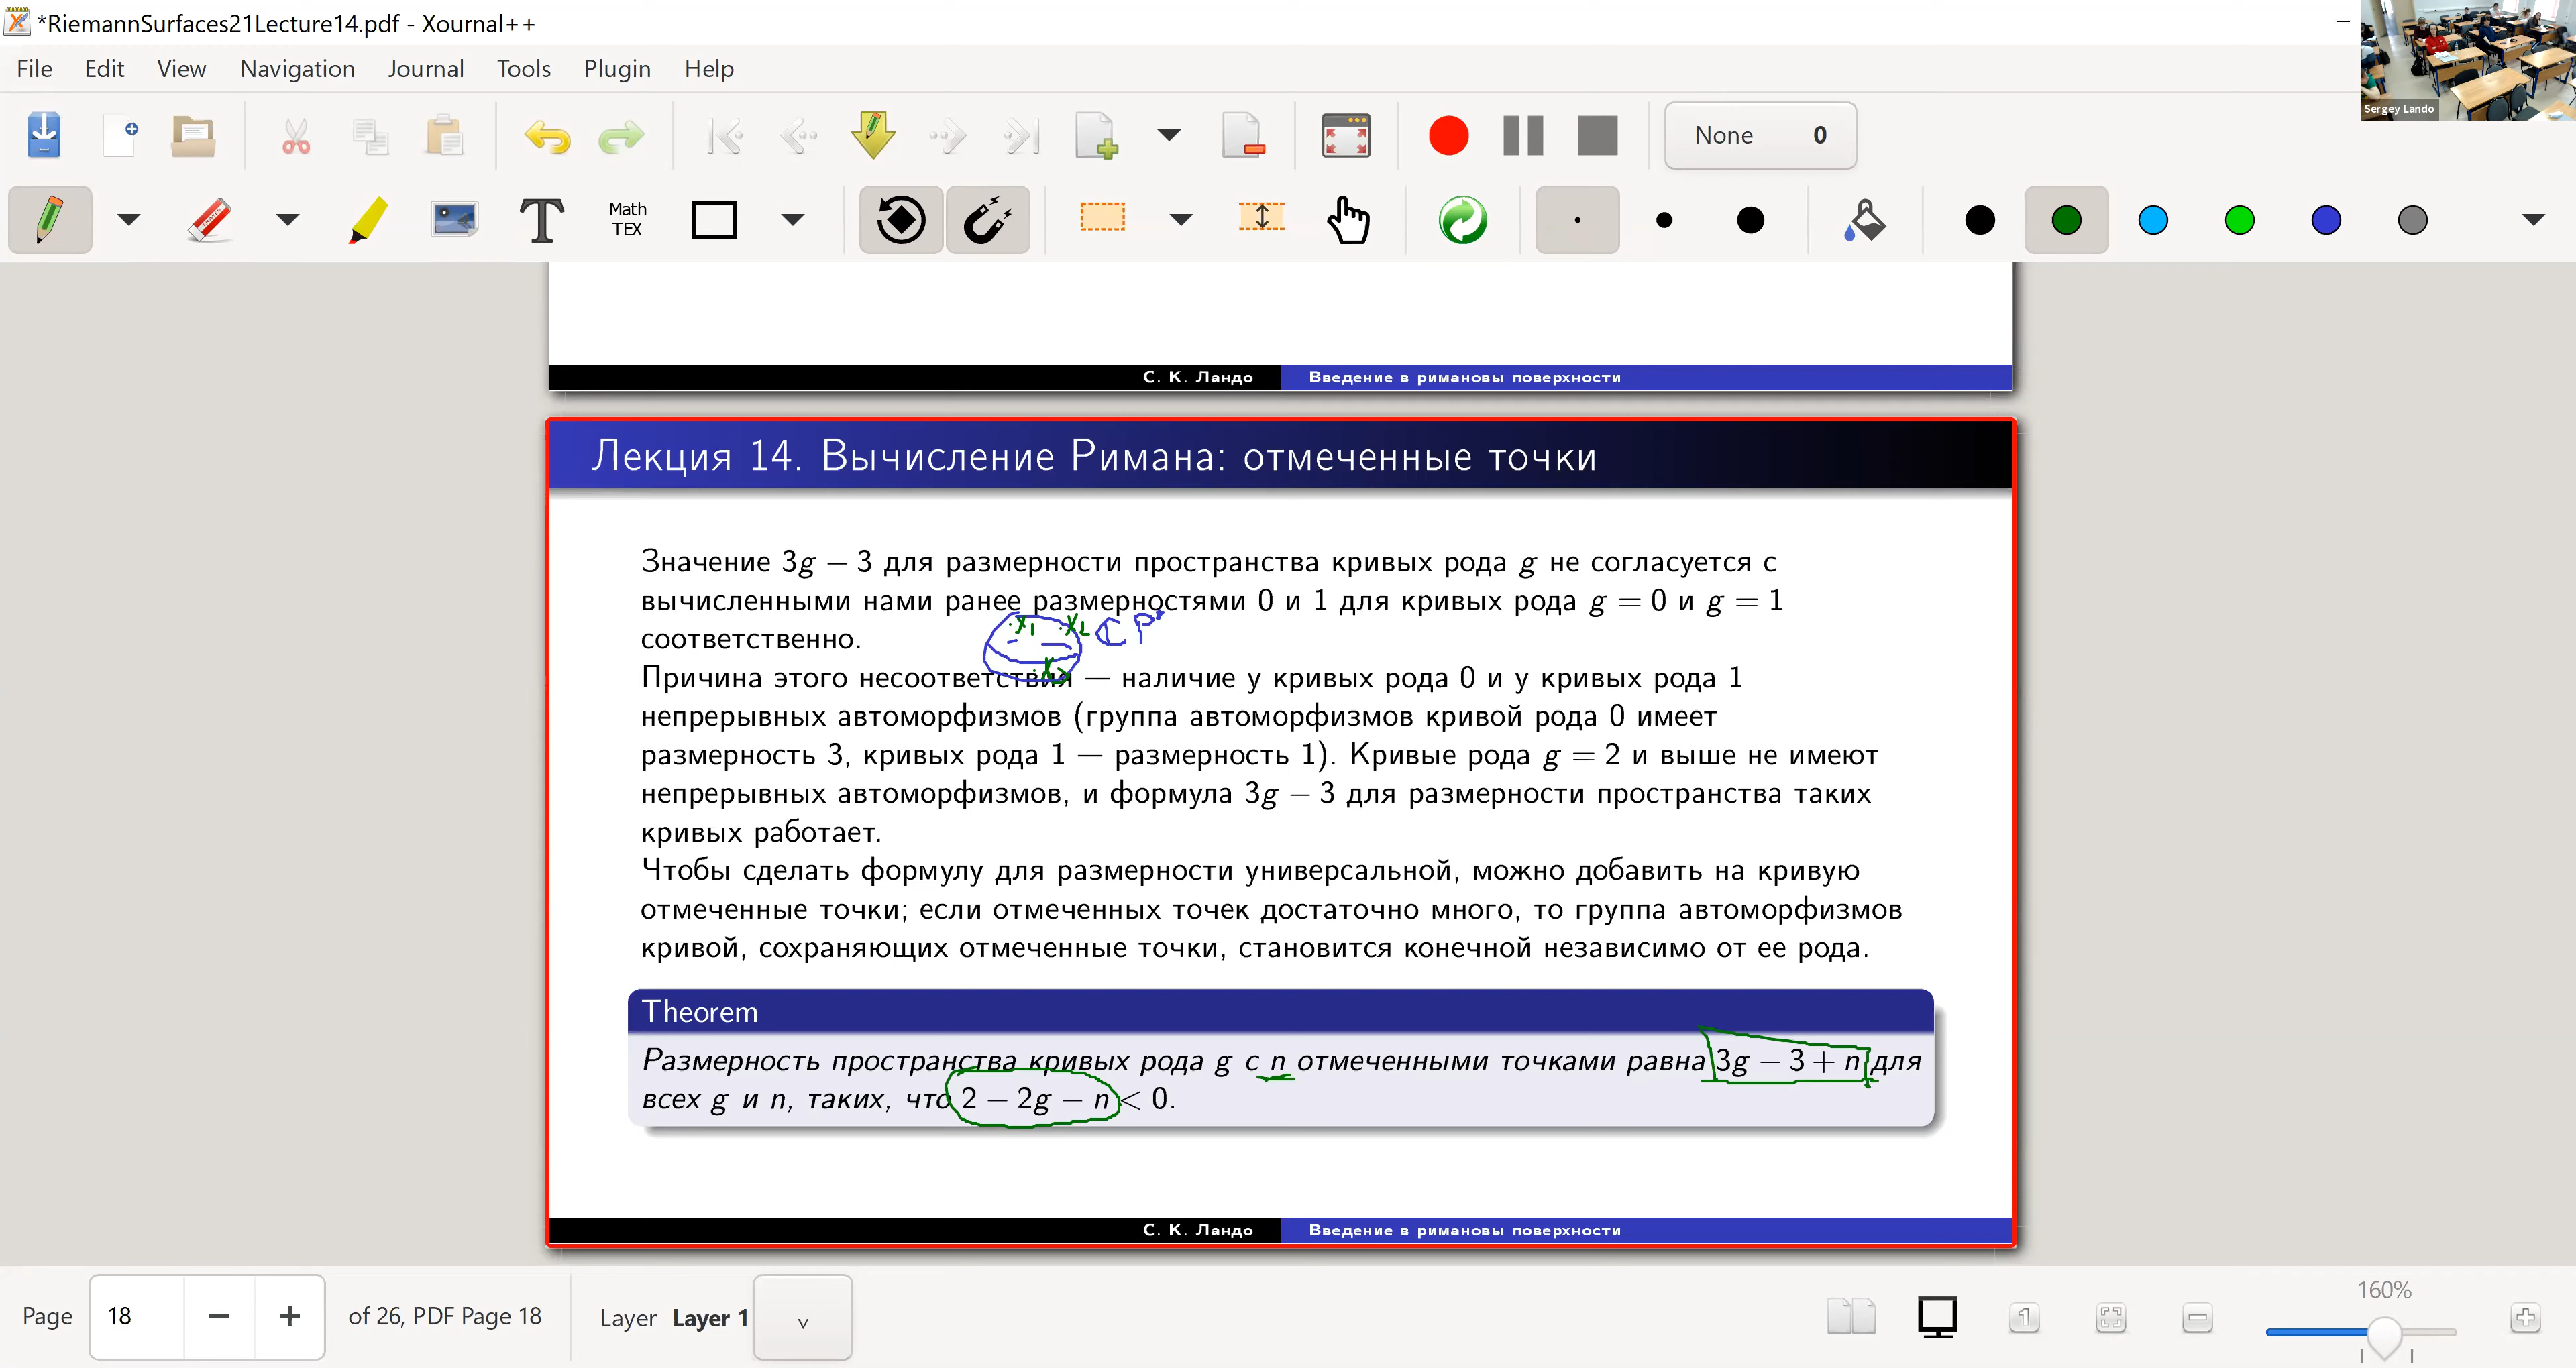 *RiemannSurfaces21Lecture14.pdf - Xournal++
Sergey Lando
File Edit View Navigation Journal Tools Plugin Help
None 0
T Math TEX
С. К. Ландо Введение в римановы поверхности
Лекция 14. Вычисление Римана: отмеченные точки
Значение 3g − 3 для размерности пространства кривых рода g не согласуется с
вычисленными нами ранее размерностями 0 и 1 для кривых рода g = 0 и g = 1
соответственно.
x₁ x₂ ℂP¹
Причина этого несоответствия — наличие у кривых рода 0 и у кривых рода 1
непрерывных автоморфизмов (группа автоморфизмов кривой рода 0 имеет
размерность 3, кривых рода 1 — размерность 1). Кривые рода g = 2 и выше не имеют
непрерывных автоморфизмов, и формула 3g − 3 для размерности пространства таких
кривых работает.
Чтобы сделать формулу для размерности универсальной, можно добавить на кривую
отмеченные точки; если отмеченных точек достаточно много, то группа автоморфизмов
кривой, сохраняющих отмеченные точки, становится конечной независимо от ее рода.
Theorem
Размерность пространства кривых рода g с n отмеченными точками равна 3g − 3 + n для
всех g и n, таких, что 2 − 2g − n < 0.
С. К. Ландо Введение в римановы поверхности
Page 18 of 26, PDF Page 18 Layer Layer 1 160%